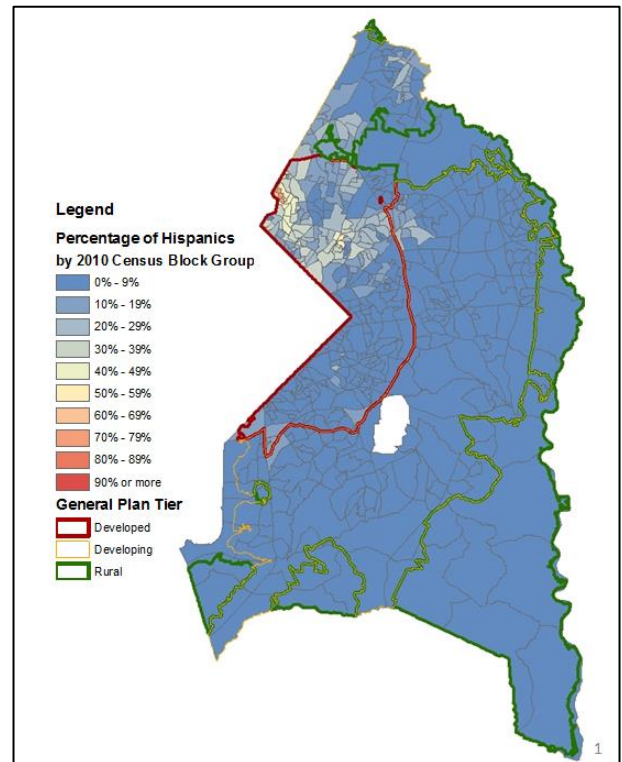 Legend
Percentage of Hispanics
by 2010 Census Block Group
0% - 9%
10% - 19%
20% - 29%
30% - 39%
40% - 49%
50% - 59%
60% - 69%
70% - 79%
80% - 89%
90% or more
General Plan Tier
Developed
Developing
Rural
1